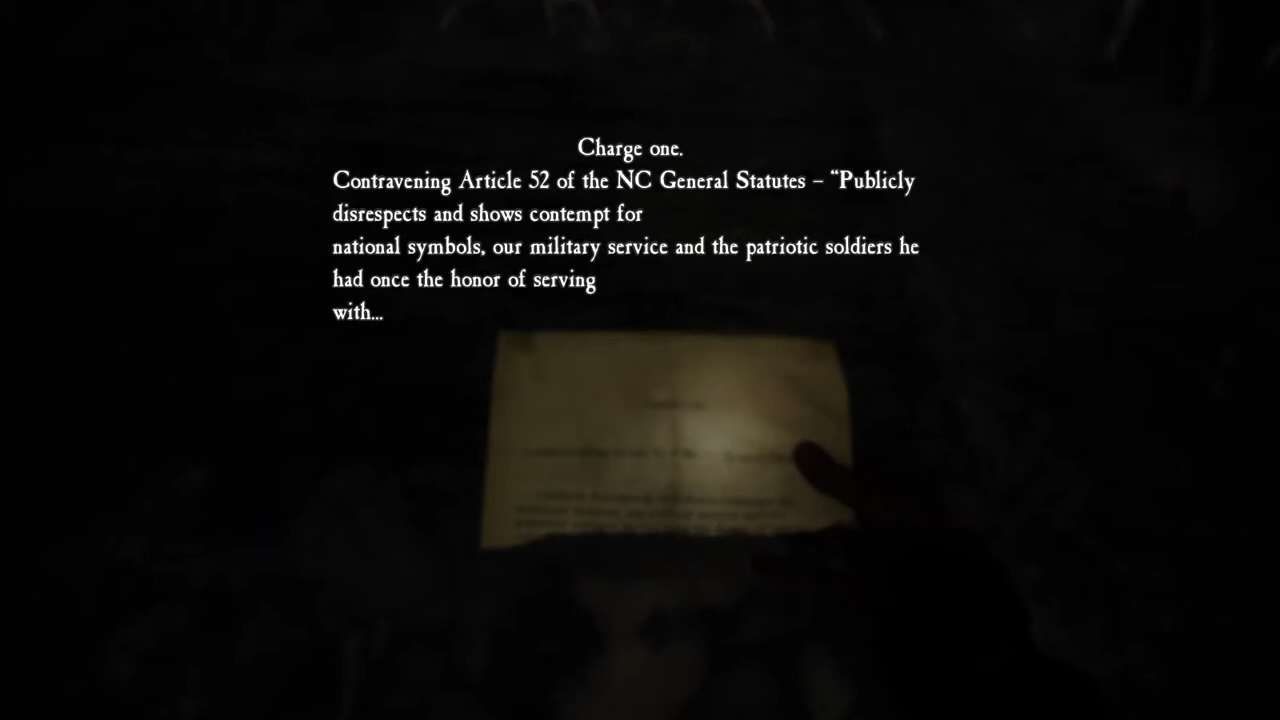 Charge one.
Contravening Article 52 of the NC General Statutes – “Publicly
disrespects and shows contempt for
national symbols, our military service and the patriotic soldiers he
had once the honor of serving
with...